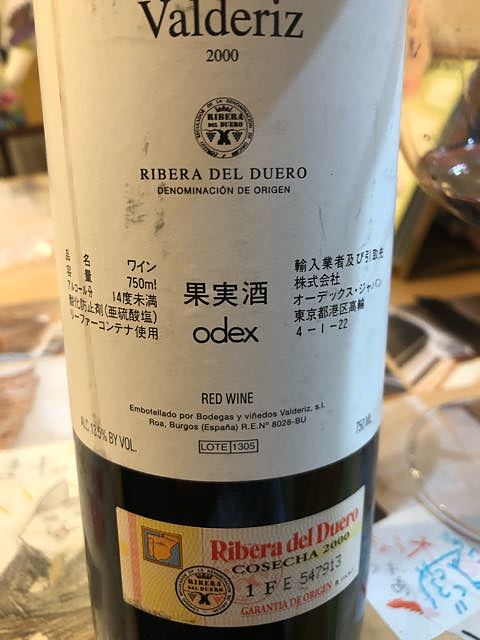 Valderiz
2000
RIBERA
DEL DUERO
RIBERA DEL DUERO
DENOMINACIÓN DE ORIGEN
品 名 ワイン
容 量 750ml
アルコール分 14度未満
酸化防止剤(亜硫酸塩)
リーファーコンテナ使用
果実酒
odex
輸入業者及び引取先
株式会社
オーデックス・ジャパン
東京都港区高輪
4-1-22
RED WINE
Embotellado por Bodegas y viñedos Valderiz, s.l.
Roa, Burgos (España) R.E.Nº 8028-BU
ALC. 13.5% BY VOL.
750 ML.
LOTE 1305
Ribera del Duero
COSECHA 2000
1 F E 547913
GARANTIA DE ORIGEN
RIBERA
DEL DUERO